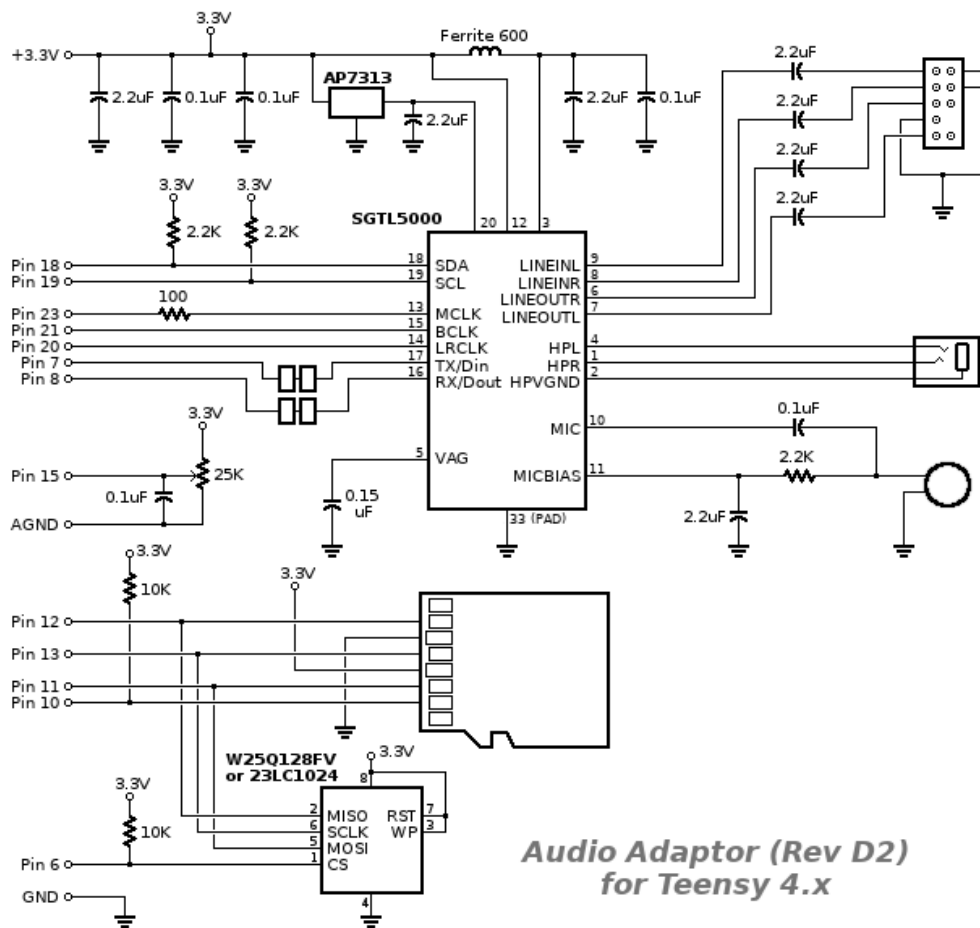 3.3V
+3.3V
Ferrite 600
2.2uF
0.1uF
0.1uF
AP7313
2.2uF
2.2uF
0.1uF
2.2uF
2.2uF
2.2uF
2.2uF
3.3V
3.3V
2.2K
2.2K
SGTL5000
20
12
3
Pin 18
18
SDA
LINEINL
9
Pin 19
19
SCL
LINEINR
8
LINEOUTR
6
100
Pin 23
13
MCLK
LINEOUTL
7
Pin 21
15
BCLK
Pin 20
14
LRCLK
HPL
4
Pin 7
17
TX/Din
HPR
1
Pin 8
16
RX/Dout
HPVGND
2
3.3V
MIC
10
0.1uF
5
VAG
2.2K
Pin 15
25K
MICBIAS
11
0.1uF
0.15
uF
2.2uF
AGND
33 (PAD)
3.3V
10K
3.3V
Pin 12
Pin 13
Pin 11
Pin 10
W25Q128FV
or 23LC1024
3.3V
8
3.3V
10K
2
MISO
RST
7
6
SCLK
WP
3
5
MOSI
Pin 6
1
CS
GND
4
Audio Adaptor (Rev D2)
for Teensy 4.x